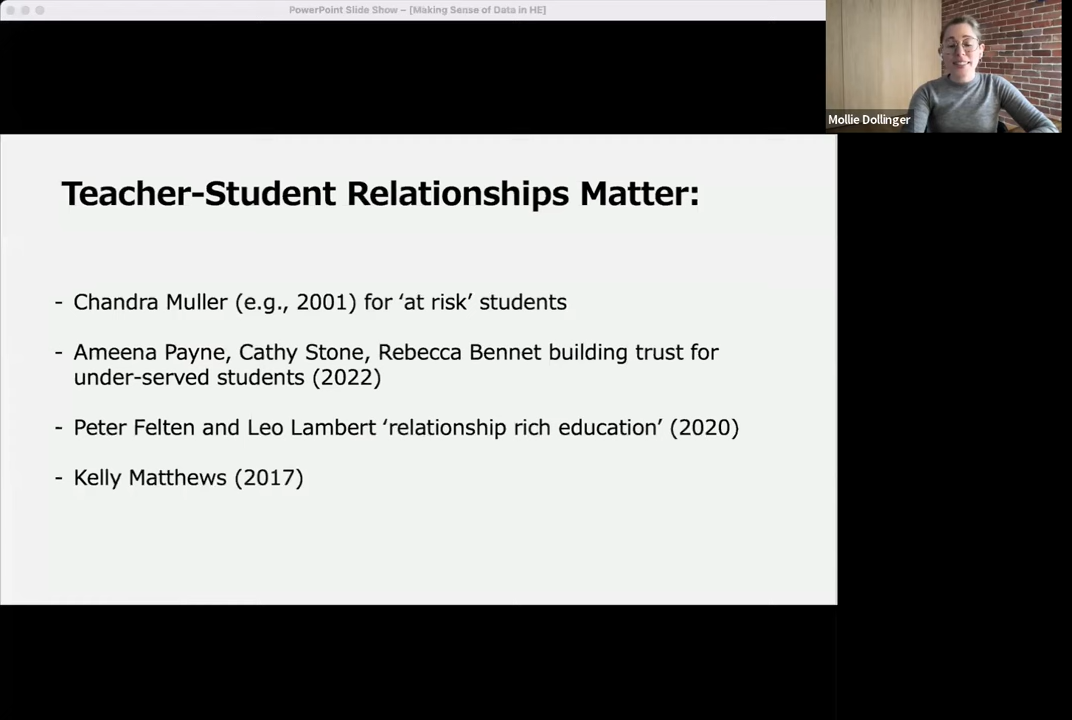 PowerPoint Slide Show – [Making Sense of Data in HE]
Mollie Dollinger
Teacher-Student Relationships Matter:
- Chandra Muller (e.g., 2001) for ‘at risk’ students
- Ameena Payne, Cathy Stone, Rebecca Bennet building trust for
under-served students (2022)
- Peter Felten and Leo Lambert ‘relationship rich education’ (2020)
- Kelly Matthews (2017)